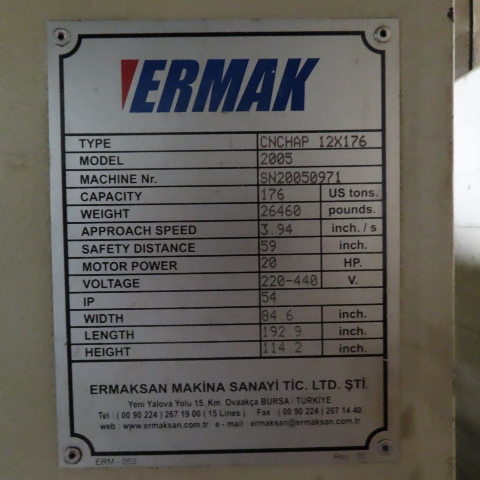 ERMAK
TYPE CNCHAP 12X176
MODEL 2005
MACHINE Nr. SN20050971
CAPACITY 176 US tons.
WEIGHT 26460 pounds.
APPROACH SPEED 3.94 inch. / s
SAFETY DISTANCE 59 inch.
MOTOR POWER 20 HP.
VOLTAGE 220-440 V.
IP 54
WIDTH 84.6 inch.
LENGTH 192.9 inch.
HEIGHT 114.2 inch.
ERMAKSAN MAKİNA SANAYİ TİC. LTD. ŞTİ.
Yeni Yalova Yolu 15. Km. Ovaakça BURSA / TÜRKİYE
Tel : ( 00 90 224 ) 267 19 00 ( 15 Lines ) Fax : ( 00 90 224 ) 267 14 40
web : www.ermaksan.com.tr e - mail : ermaksan@ermaksan.com.tr
ERM - 053 Rev.